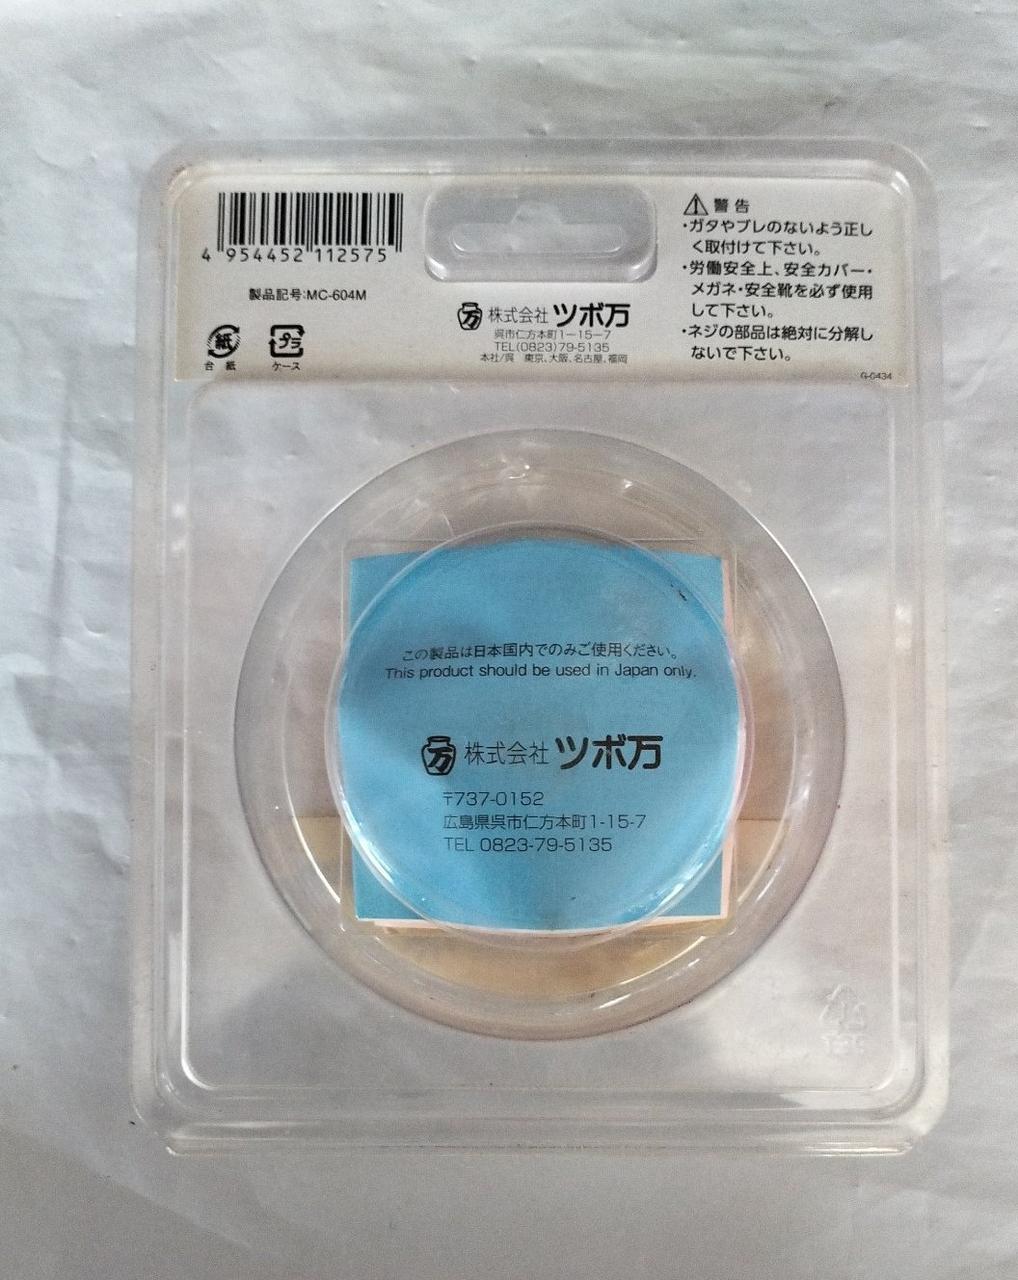 4 954452 112575
製品記号:MC-604M
紙
台 紙
プラ
ケース
万
株式会社 ツボ万
呉市仁方本町1-15-7
TEL(0823)79-5135
本社/呉 東京、大阪、名古屋、福岡
警告
・ガタやブレのないよう正し
く取付けて下さい。
・労働安全上、安全カバー・
メガネ・安全靴を必ず使用
して下さい。
・ネジの部品は絶対に分解し
ないで下さい。
G-0434
この製品は日本国内でのみご使用ください。
This product should be used in Japan only.
万
株式会社 ツボ万
〒737-0152
広島県呉市仁方本町1-15-7
TEL 0823-79-5135